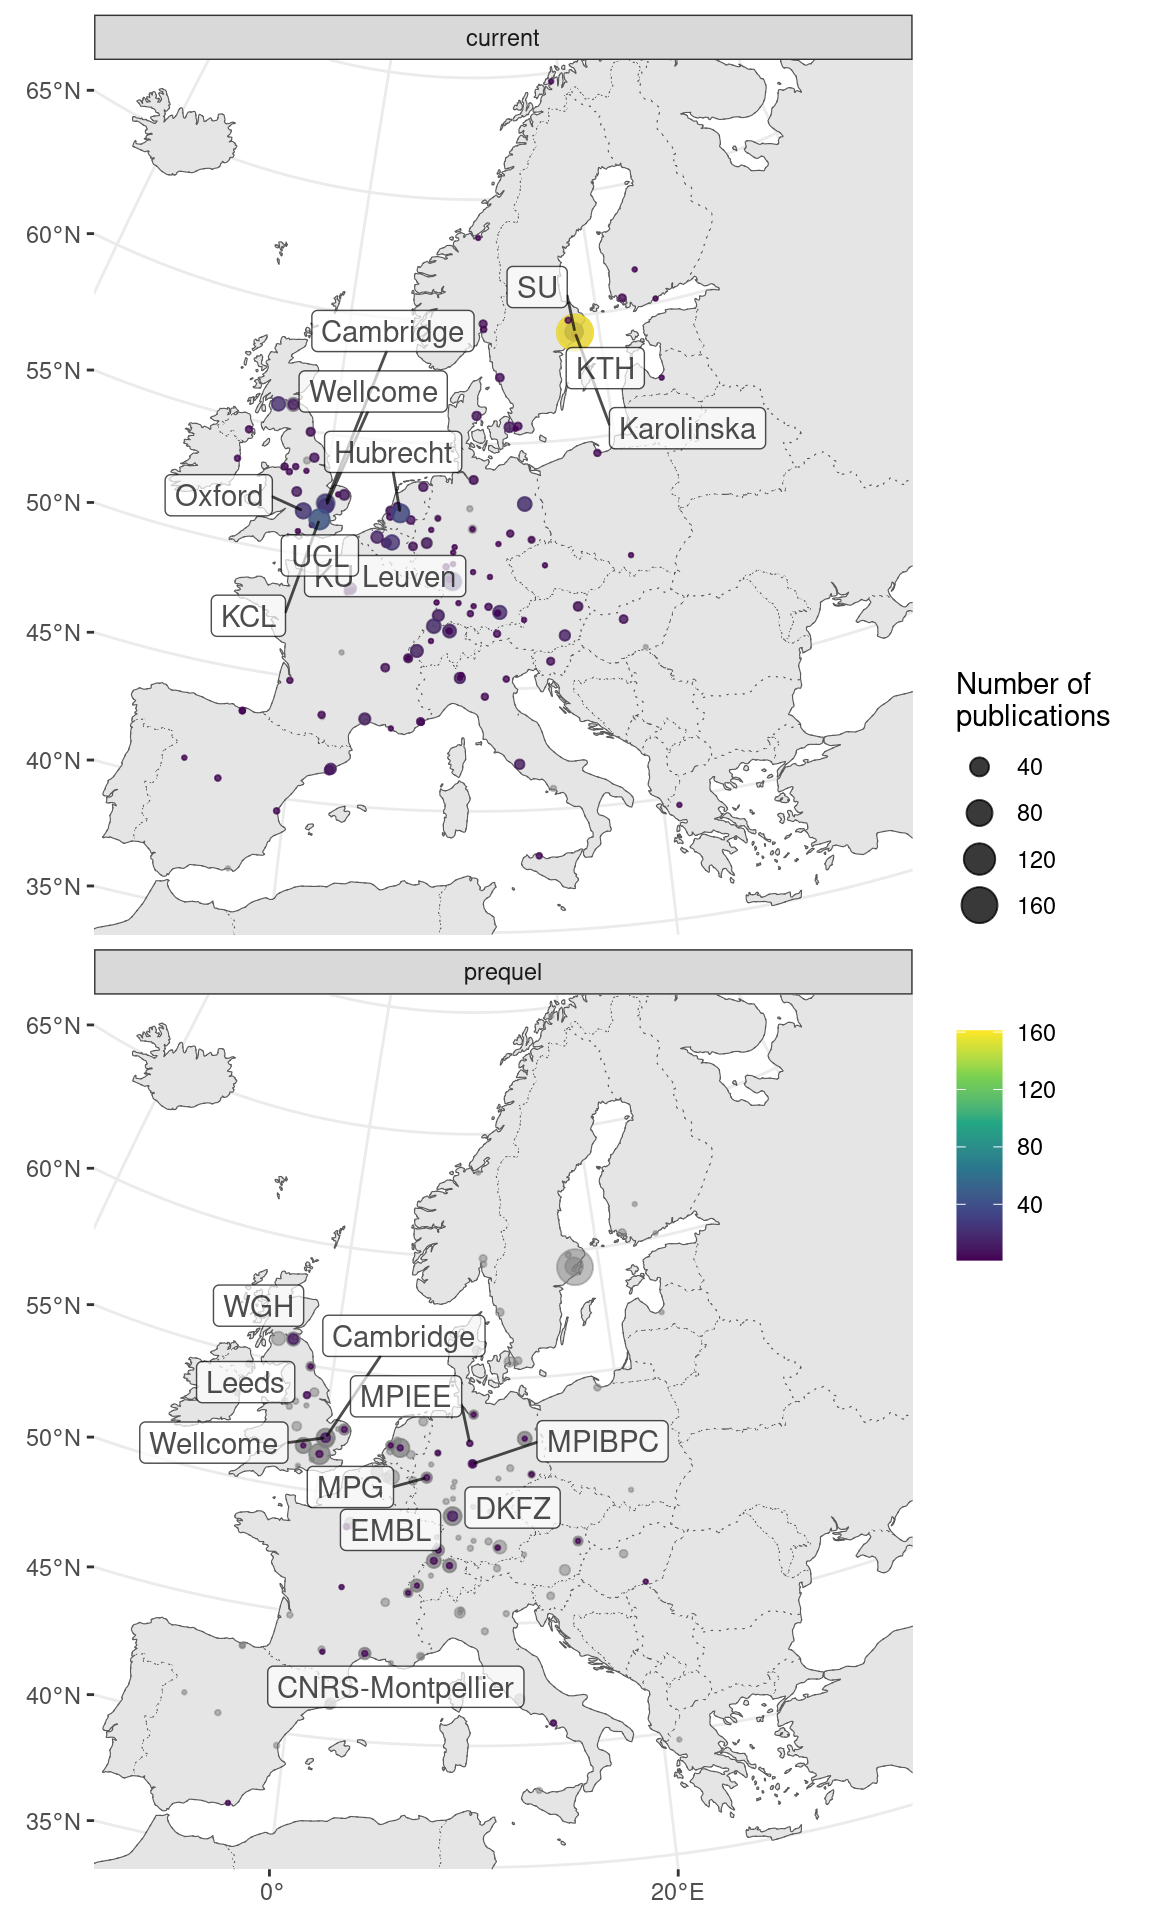 current
65°N
60°N
55°N
50°N
45°N
40°N
35°N
SU
Cambridge
KTH
Wellcome
Karolinska
Hubrecht
Oxford
UCL
KU Leuven
KCL
Number of
publications
40
80
120
160
prequel
160
120
80
40
65°N
60°N
55°N
50°N
45°N
40°N
35°N
WGH
Cambridge
Leeds
MPIEE
Wellcome
MPIBPC
MPG
DKFZ
EMBL
CNRS-Montpellier
0°
20°E